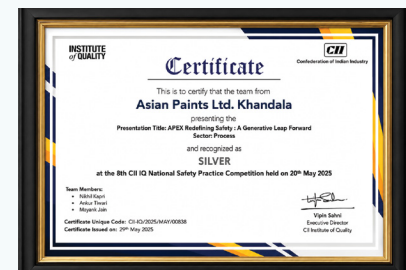 INSTITUTE
of QUALITY
CII
Confederation of Indian Industry
Certificate
This is to certify that the team from
Asian Paints Ltd. Khandala
presenting the
Presentation Title: APEX Redefining Safety : A Generative Leap Forward
Sector: Process
and recognized as
SILVER
at the 8th CII IQ National Safety Practice Competition held on 20th May 2025
Team Members:
• Nikhil Kapri
• Ankur Tiwari
• Mayank Jain
Certificate Unique Code: CII-IQ/2025/MAY/00838
Certificate Issued on: 29th May 2025
Vipin Sahni
Executive Director
CII Institute of Quality